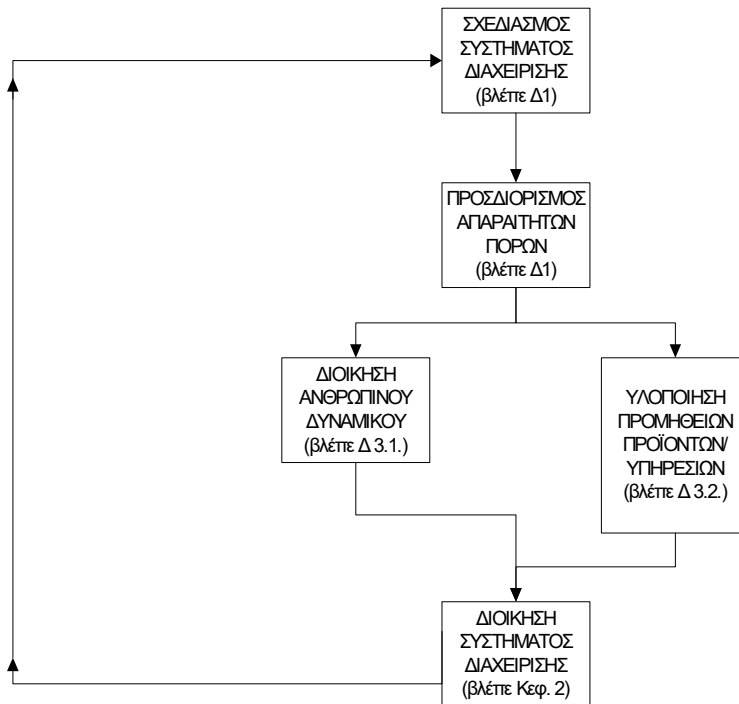 ΣΧΕΔΙΑΣΜΟΣ
ΣΥΣΤΗΜΑΤΟΣ
ΔΙΑΧΕΙΡΙΣΗΣ
(βλέπε Δ1)
ΠΡΟΣΔΙΟΡΙΣΜΟΣ
ΑΠΑΡΑΙΤΗΤΩΝ
ΠΟΡΩΝ
(βλέπε Δ1)
ΔΙΟΙΚΗΣΗ
ΑΝΘΡΩΠΙΝΟΥ
ΔΥΝΑΜΙΚΟΥ
(βλέπε Δ 3.1.)
ΥΛΟΠΟΙΗΣΗ
ΠΡΟΜΗΘΕΙΩΝ
ΠΡΟΪΟΝΤΩΝ/
ΥΠΗΡΕΣΙΩΝ
(βλέπε Δ 3.2.)
ΔΙΟΙΚΗΣΗ
ΣΥΣΤΗΜΑΤΟΣ
ΔΙΑΧΕΙΡΙΣΗΣ
(βλέπε Κεφ. 2)